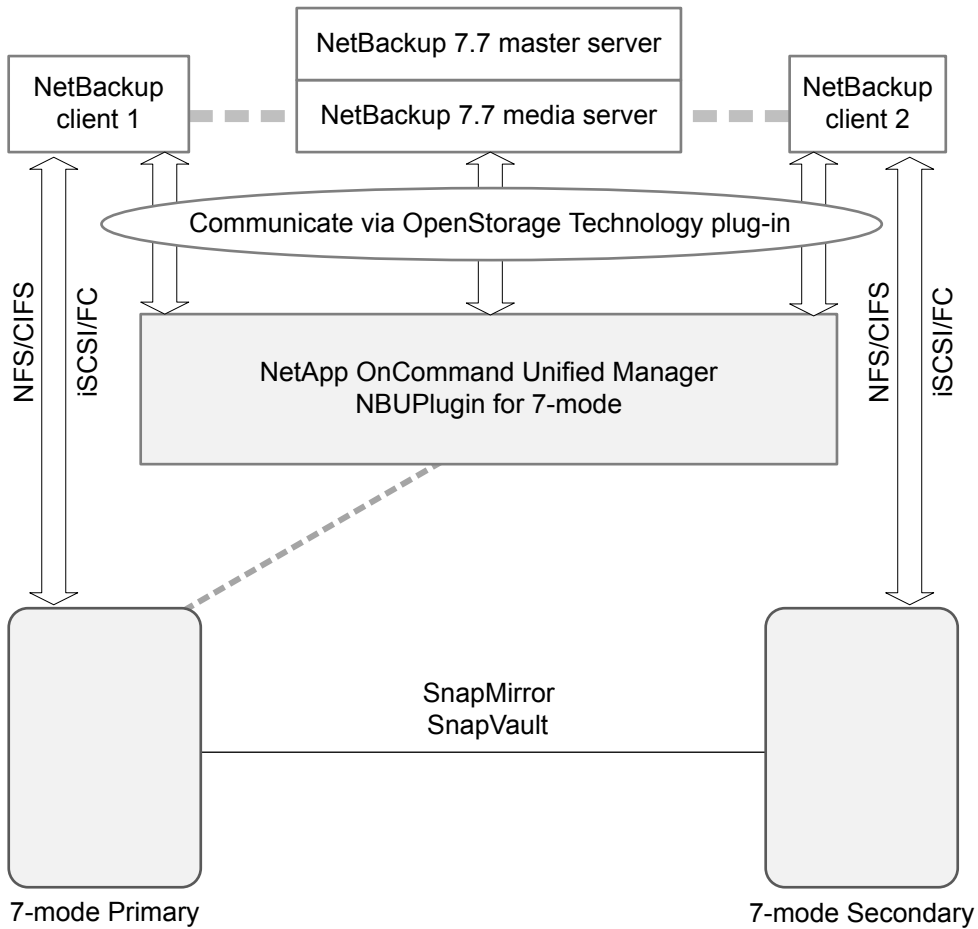 NetBackup 7.7 master server
NetBackup
client 1
NetBackup 7.7 media server
NetBackup
client 2
Communicate via OpenStorage Technology plug-in
NFS/CIFS
iSCSI/FC
NFS/CIFS
iSCSI/FC
NetApp OnCommand Unified Manager
NBUPlugin for 7-mode
SnapMirror
SnapVault
7-mode Primary
7-mode Secondary